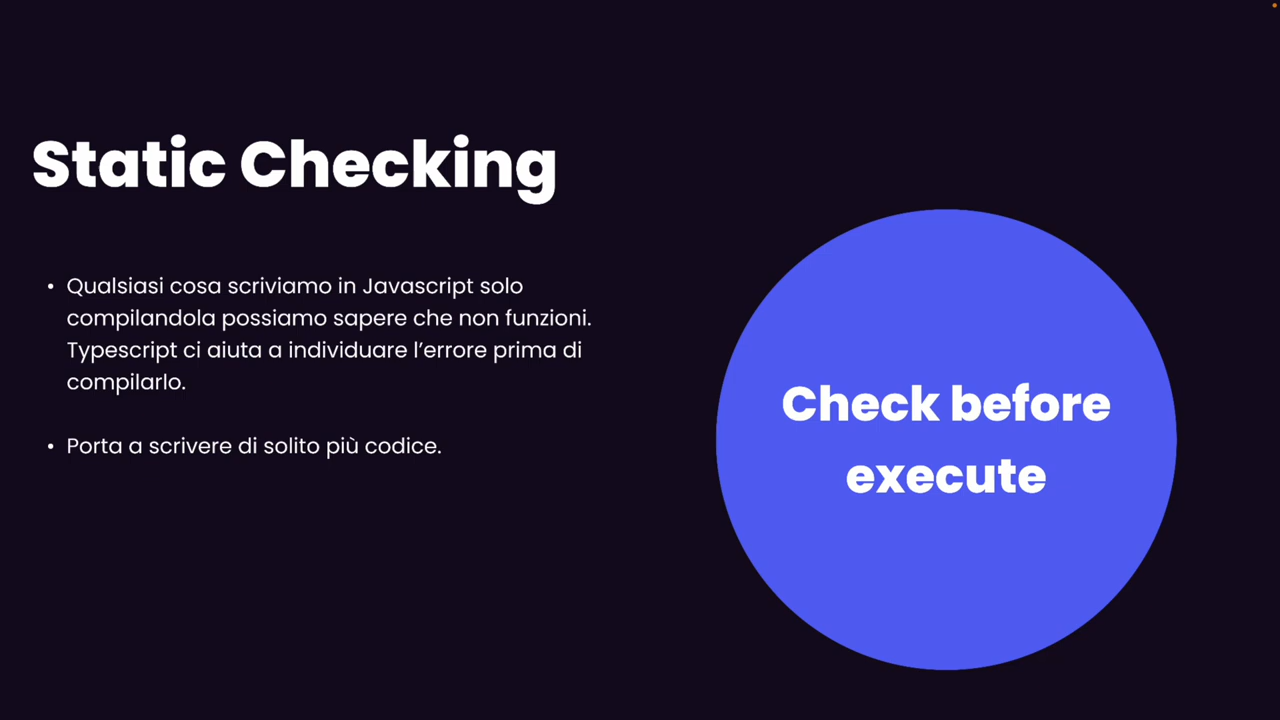 Static Checking
• Qualsiasi cosa scriviamo in Javascript solo
compilandola possiamo sapere che non funzioni.
Typescript ci aiuta a individuare l’errore prima di
compilarlo.
• Porta a scrivere di solito più codice.
Check before
execute